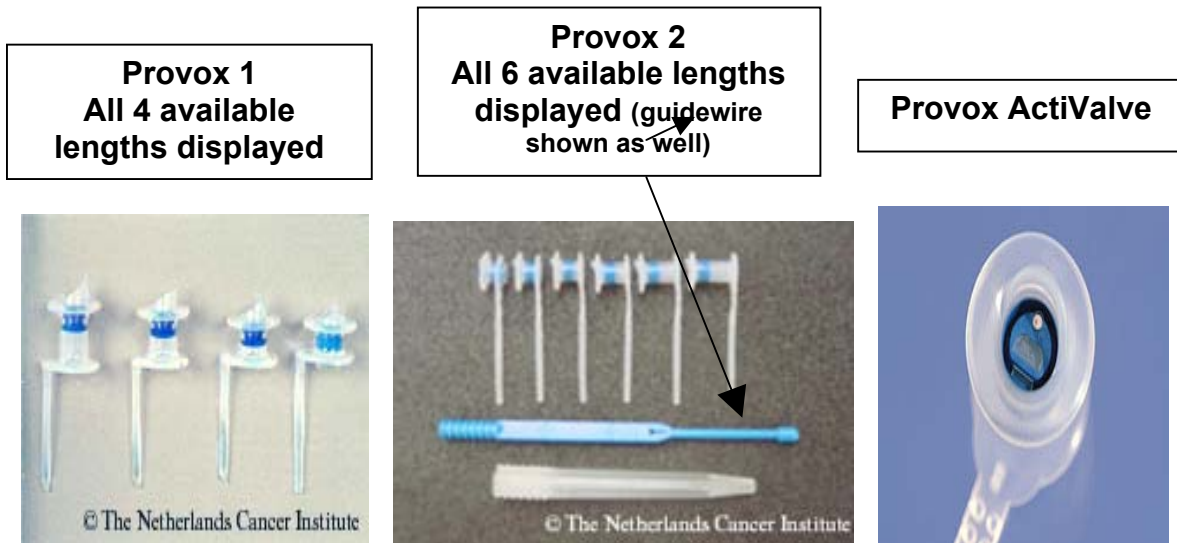 Provox 1
All 4 available
lengths displayed
Provox 2
All 6 available lengths
displayed (guidewire
shown as well)
Provox ActiValve
© The Netherlands Cancer Institute
© The Netherlands Cancer Institute